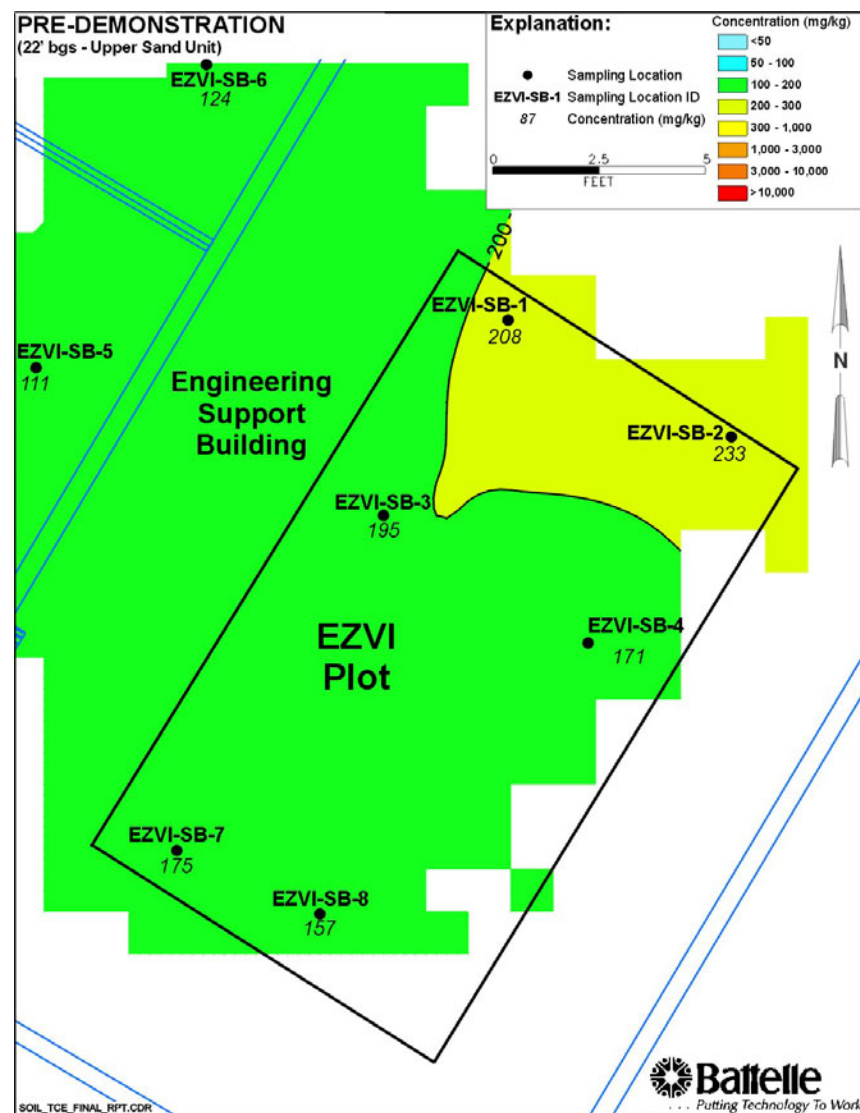 PRE-DEMONSTRATION
(22' bgs - Upper Sand Unit)
EZVI-SB-6
124
Explanation:
Sampling Location
EZVI-SB-1 Sampling Location ID
87 Concentration (mg/kg)
0 2.5 5
FEET
Concentration (mg/kg)
<50
50 - 100
100 - 200
200 - 300
300 - 1,000
1,000 - 3,000
3,000 - 10,000
>10,000
200
EZVI-SB-1
208
EZVI-SB-5
111
Engineering
Support
Building
N
EZVI-SB-2
233
EZVI-SB-3
195
EZVI
Plot
EZVI-SB-4
171
EZVI-SB-7
175
EZVI-SB-8
157
Battelle
. . . Putting Technology To Work
SOIL_TCE_FINAL_RPT.CDR